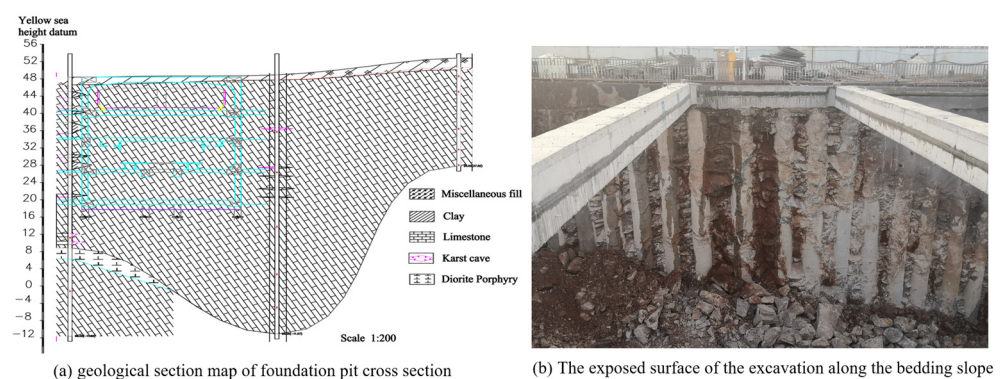 Yellow sea
height datum
56
52
48
44
40
36
32
28
24
20
16
12
8
4
0
−4
−8
−12
Miscellaneous fill
Clay
Limestone
Karst cave
Diorite Porphyry
Scale 1:200
(a) geological section map of foundation pit cross section
(b) The exposed surface of the excavation along the bedding slope